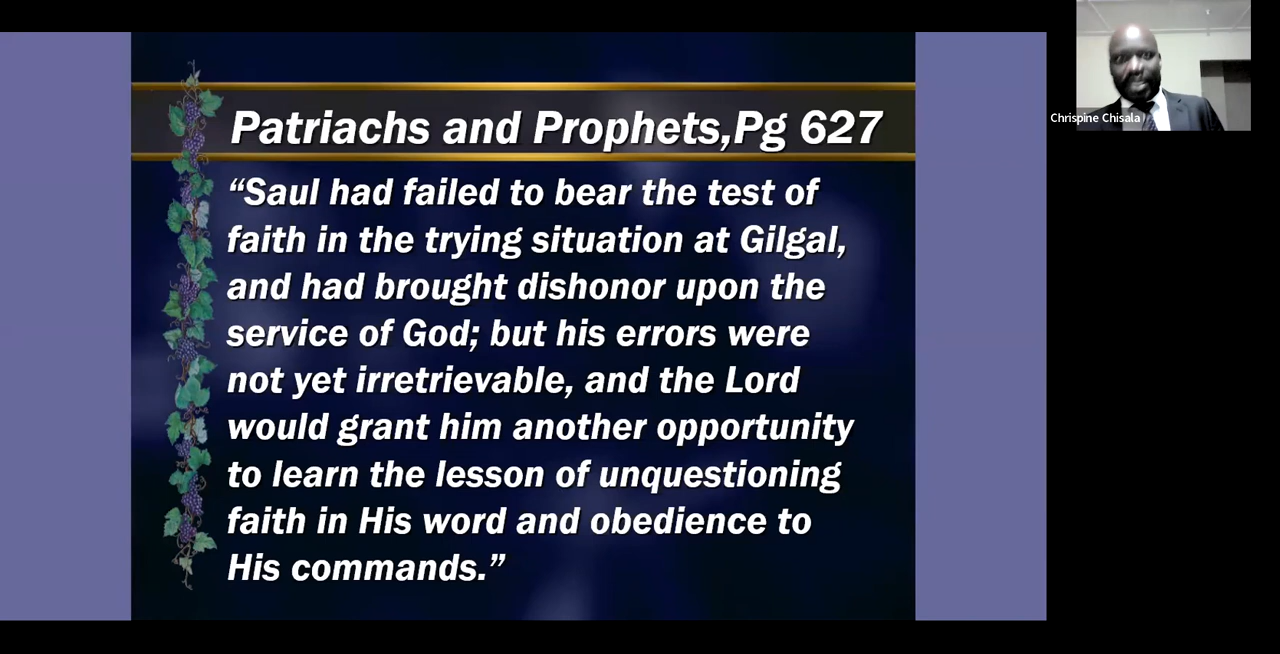 Patriachs and Prophets,Pg 627
“Saul had failed to bear the test of
faith in the trying situation at Gilgal,
and had brought dishonor upon the
service of God; but his errors were
not yet irretrievable, and the Lord
would grant him another opportunity
to learn the lesson of unquestioning
faith in His word and obedience to
His commands.”
Chrispine Chisala